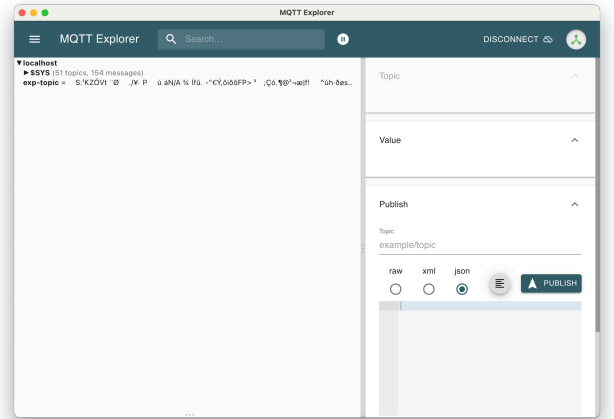 MQTT Explorer
MQTT Explorer
Search...
DISCONNECT
▼localhost
▶$SYS (51 topics, 154 messages)
exp-topic =
Topic
Value
Publish
Topic
example/topic
raw xml json
PUBLISH